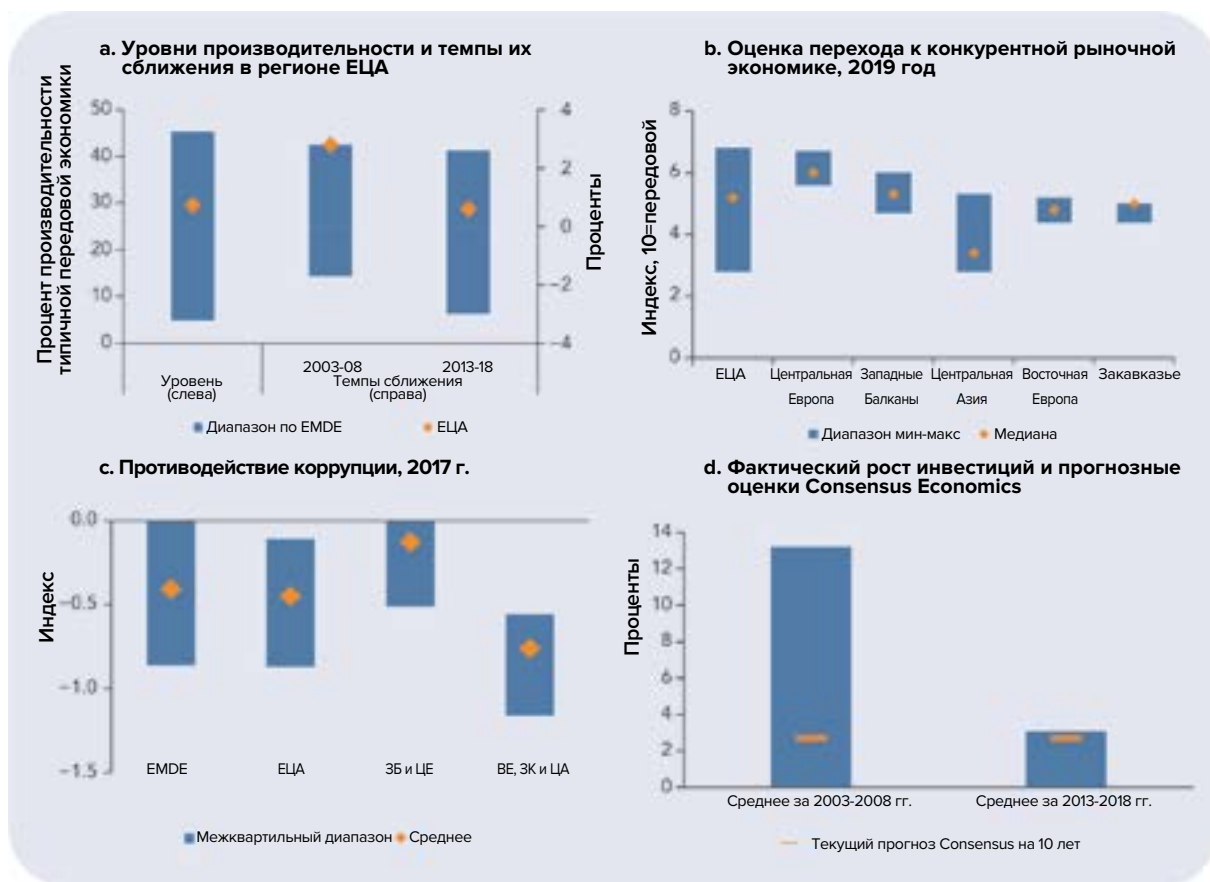 a. Уровни производительности и темпы их
сближения в регионе ЕЦА
Процент производительности
типичной передовой экономики
50
40
30
20
10
0
4
2
0
−2
−4
Проценты
2003-08
2013-18
Уровень
(слева)
Темпы сближения
(справа)
Диапазон по EMDE
ЕЦА
b. Оценка перехода к конкурентной рыночной
экономике, 2019 год
Индекс, 10=передовой
8
6
4
2
0
ЕЦА
Центральная
Европа
Западные
Балканы
Центральная
Азия
Восточная
Европа
Закавказье
Диапазон мин-макс
Медиана
c. Противодействие коррупции, 2017 г.
Индекс
0.0
−0.5
−1.0
−1.5
EMDE
ЕЦА
ЗБ и ЦЕ
ВЕ, ЗК и ЦА
Межквартильный диапазон
Среднее
d. Фактический рост инвестиций и прогнозные
оценки Consensus Economics
Проценты
14
12
10
8
6
4
2
0
Среднее за 2003-2008 гг.
Среднее за 2013-2018 гг.
Текущий прогноз Consensus на 10 лет